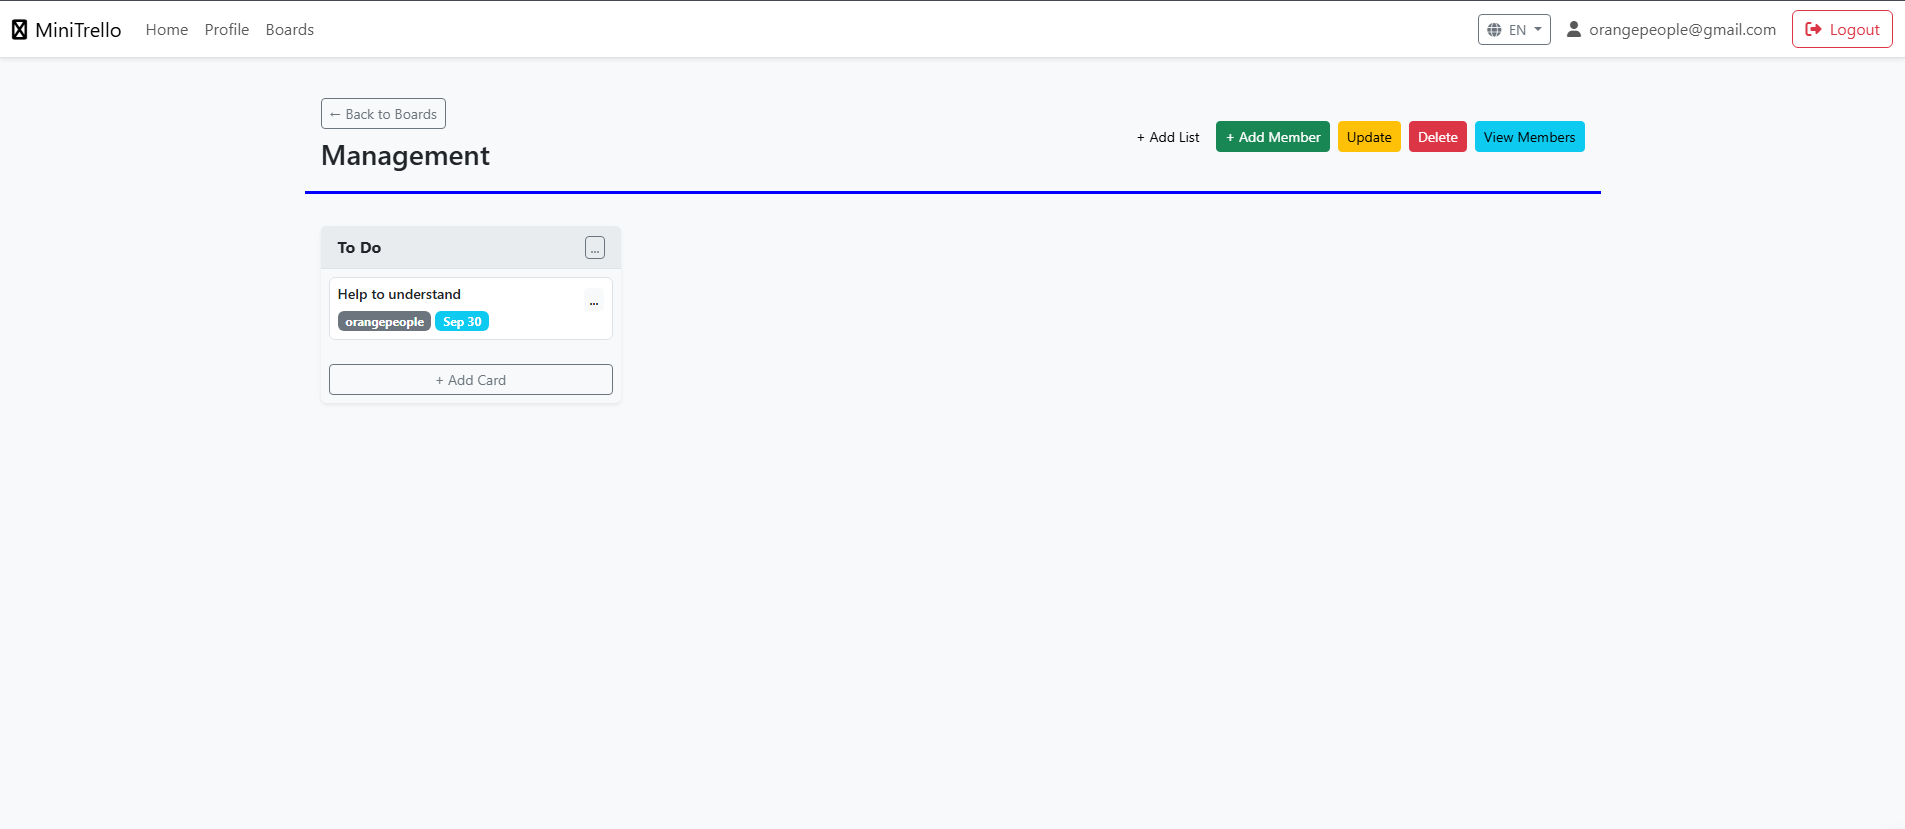 MiniTrello Home Profile Boards EN orangepeople@gmail.com Logout
← Back to Boards
Management
+ Add List + Add Member Update Delete View Members
To Do ...
Help to understand ...
orangepeople Sep 30
+ Add Card